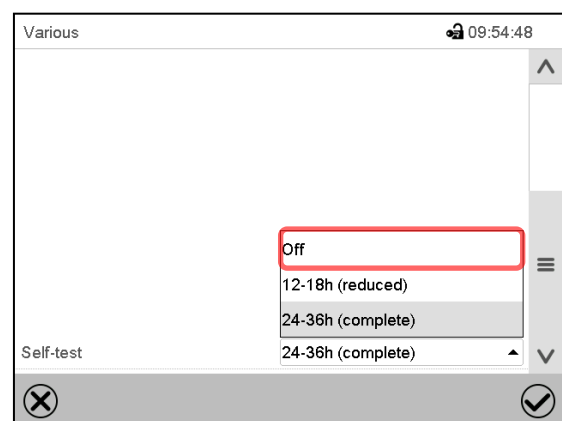 Various 09:54:48
Off
12-18h (reduced)
24-36h (complete)
Self-test 24-36h (complete)